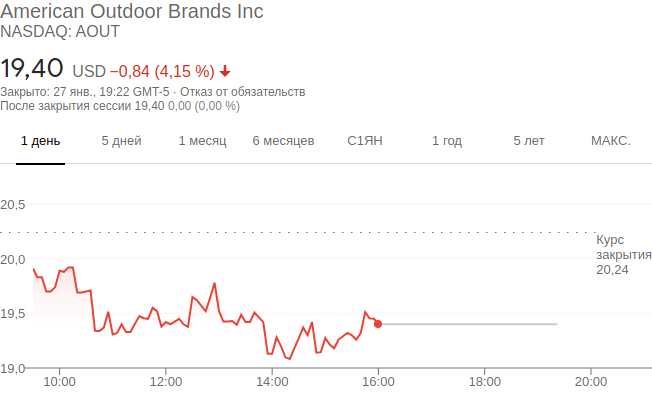 American Outdoor Brands Inc
NASDAQ: AOUT
19,40 USD −0,84 (4,15 %)
Закрыто: 27 янв., 19:22 GMT-5 · Отказ от обязательств
После закрытия сессии 19,40 0,00 (0,00 %)
1 день 5 дней 1 месяц 6 месяцев С1ЯН 1 год 5 лет МАКС.
20,5
Курс
закрытия
20,24
20,0
19,5
19,0
10:00 12:00 14:00 16:00 18:00 20:00